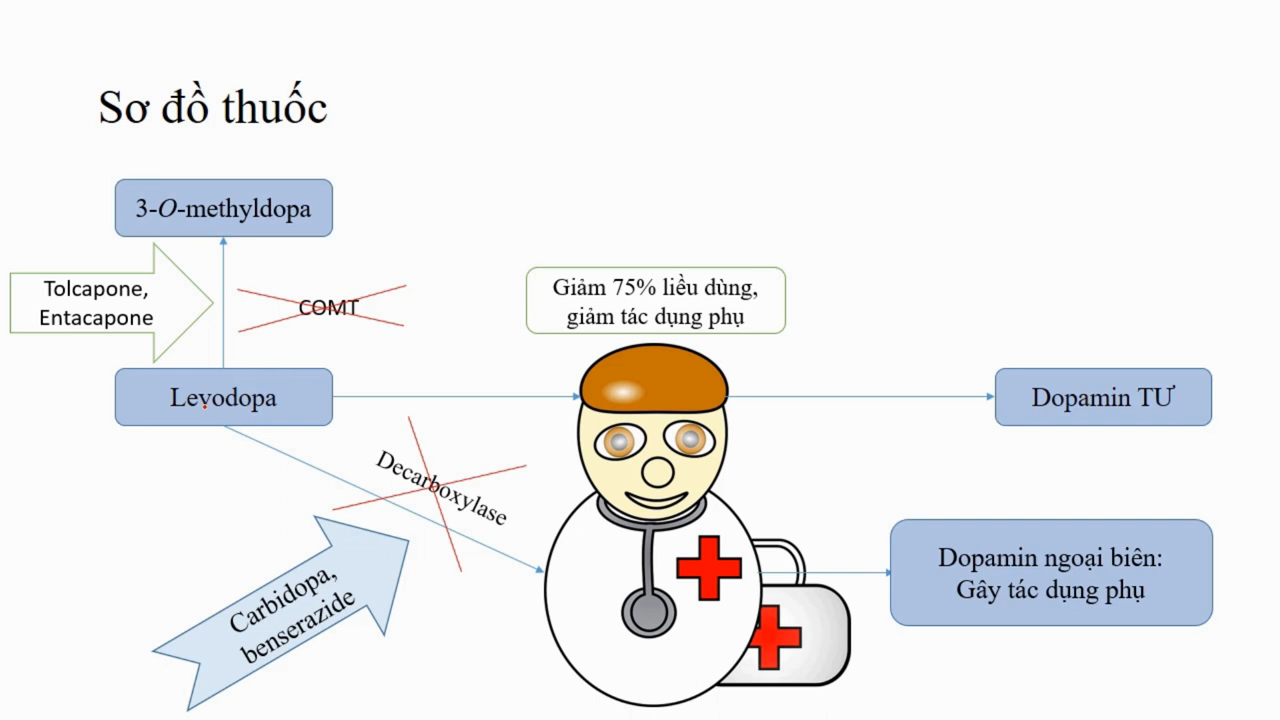 Sơ đồ thuốc
3-O-methyldopa
Tolcapone,
Entacapone
COMT
Giảm 75% liều dùng,
giảm tác dụng phụ
Levodopa
Dopamin TƯ
Decarboxylase
Carbidopa,
benserazide
Dopamin ngoại biên:
Gây tác dụng phụ